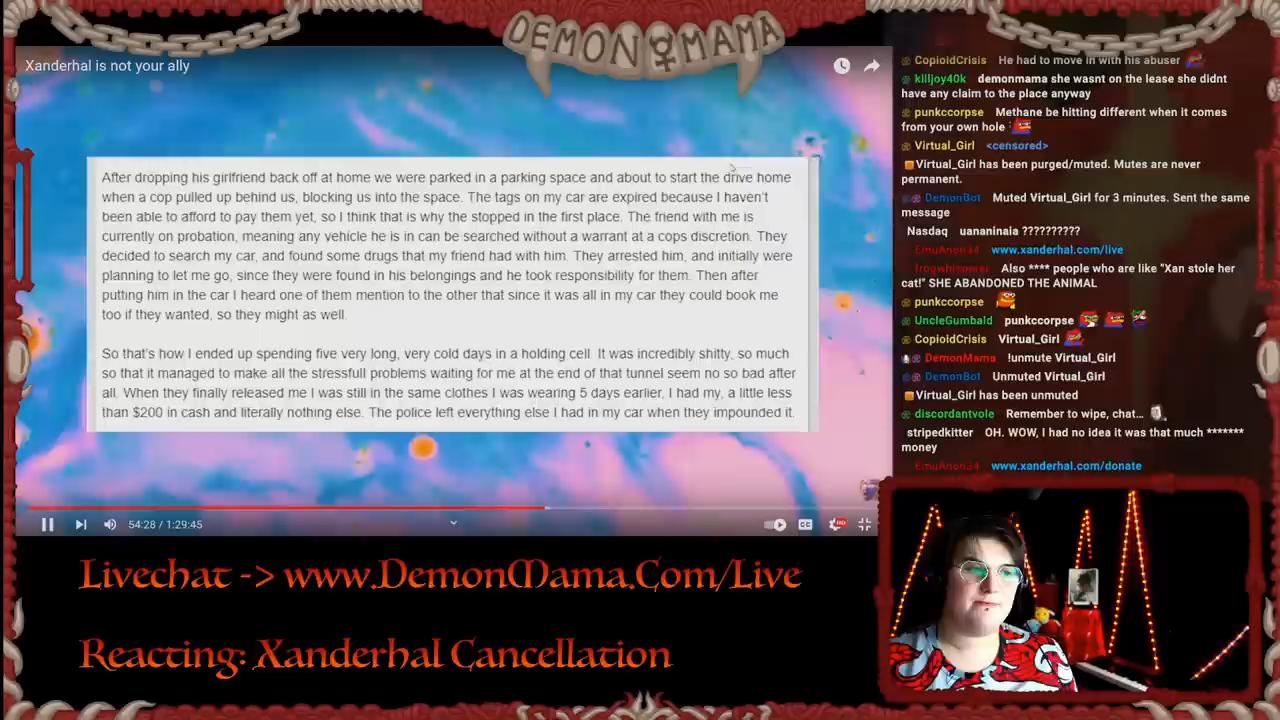 DEMON MAMA
Xanderhal is not your ally
After dropping his girlfriend back off at home we were parked in a parking space and about to start the drive home
when a cop pulled up behind us, blocking us into the space. The tags on my car are expired because I haven't
been able to afford to pay them yet, so I think that is why the stopped in the first place. The friend with me is
currently on probation, meaning any vehicle he is in can be searched without a warrant at a cops discretion. They
decided to search my car, and found some drugs that my friend had with him. They arrested him, and initially were
planning to let me go, since they were found in his belongings and he took responsibility for them. Then after
putting him in the car I heard one of them mention to the other that since it was all in my car they could book me
too if they wanted, so they might as well.
So that's how I ended up spending five very long, very cold days in a holding cell. It was incredibly shitty, so much
so that it managed to make all the stressfull problems waiting for me at the end of that tunnel seem no so bad after
all. When they finally released me I was still in the same clothes I was wearing 5 days earlier, I had my, a little less
than $200 in cash and literally nothing else. The police left everything else I had in my car when they impounded it.
54:28 / 1:29:45
CC
HD
CopioidCrisis He had to move in with his abuser
killjoy40k demonmama she wasnt on the lease she didnt
have any claim to the place anyway
punkccorpse Methane be hitting different when it comes
from your own hole
Virtual_Girl <censored>
Virtual_Girl has been purged/muted. Mutes are never
permanent.
DemonBot Muted Virtual_Girl for 3 minutes. Sent the same
message
Nasdaq uananinaia ??????????
EmuAnon34 www.xanderhal.com/live
frogwhisperer Also **** people who are like "Xan stole her
cat!" SHE ABANDONED THE ANIMAL
punkccorpse
UncleGumbald punkccorpse
CopioidCrisis Virtual_Girl
DemonMama !unmute Virtual_Girl
DemonBot Unmuted Virtual_Girl
Virtual_Girl has been unmuted
discordantvole Remember to wipe, chat...
stripedkitter OH. WOW, I had no idea it was that much *******
money
EmuAnon34 www.xanderhal.com/donate
Livechat -> www.DemonMama.Com/Live
Reacting: Xanderhal Cancellation